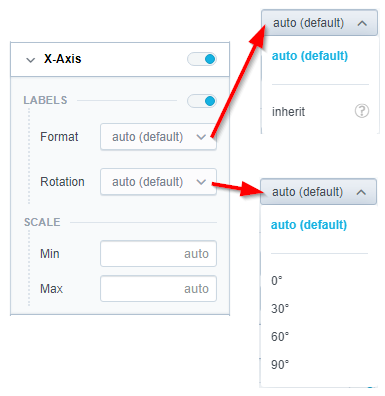 X-Axis
LABELS
Format auto (default)
Rotation auto (default)
SCALE
Min auto
Max auto
auto (default)
auto (default)
inherit ?
auto (default)
auto (default)
0°
30°
60°
90°